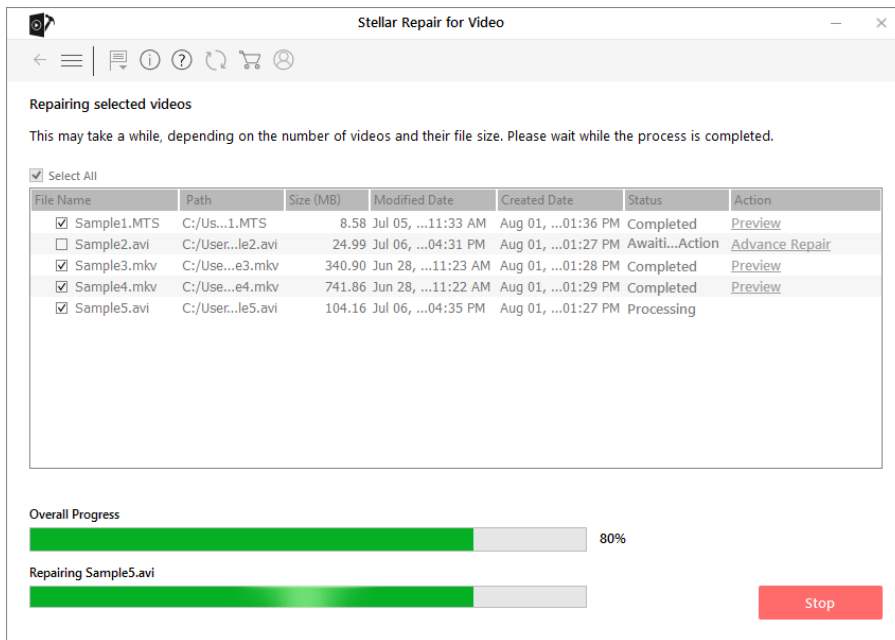 Stellar Repair for Video
Repairing selected videos
This may take a while, depending on the number of videos and their file size. Please wait while the process is completed.
Select All
File Name Path Size (MB) Modified Date Created Date Status Action
Sample1.MTS C:/Us...1.MTS 8.58 Jul 05, ...11:33 AM Aug 01, ...01:36 PM Completed Preview
Sample2.avi C:/User...le2.avi 24.99 Jul 06, ...04:31 PM Aug 01, ...01:27 PM Awaiti...Action Advance Repair
Sample3.mkv C:/Use...e3.mkv 340.90 Jun 28, ...11:23 AM Aug 01, ...01:28 PM Completed Preview
Sample4.mkv C:/Use...e4.mkv 741.86 Jun 28, ...11:22 AM Aug 01, ...01:29 PM Completed Preview
Sample5.avi C:/User...le5.avi 104.16 Jul 06, ...04:35 PM Aug 01, ...01:27 PM Processing
Overall Progress
80%
Repairing Sample5.avi
Stop